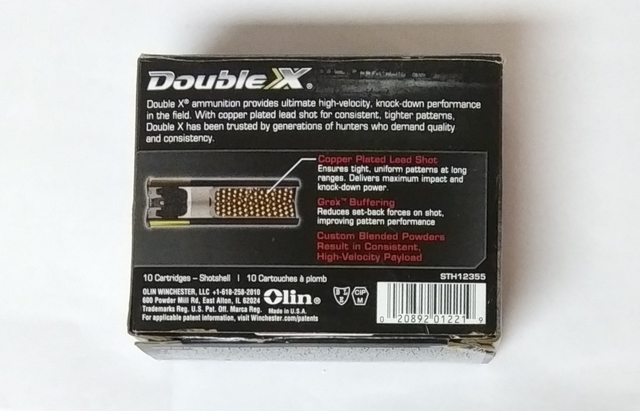 Double X®
Double X® ammunition provides ultimate high-velocity, knock-down performance
in the field. With copper plated lead shot for consistent, tighter patterns,
Double X has been trusted by generations of hunters who demand quality
and consistency.
Copper Plated Lead Shot
Ensures tight, uniform patterns at long
ranges. Delivers maximum impact and
knock-down power.
Grex™ Buffering
Reduces set-back forces on shot,
improving pattern performance
Custom Blended Powders
Result in Consistent,
High-Velocity Payload
10 Cartridges – Shotshell | 10 Cartouches à plomb
STH12355
OLIN WINCHESTER, LLC +1-618-258-2010
600 Powder Mill Rd, East Alton, IL 62024
Trademarks Reg. U.S. Pat. Off. Marca Reg.
For applicable patent information, visit Winchester.com/patents
Olin®
Made in U.S.A.
CIP
M
0 20892 01221 9